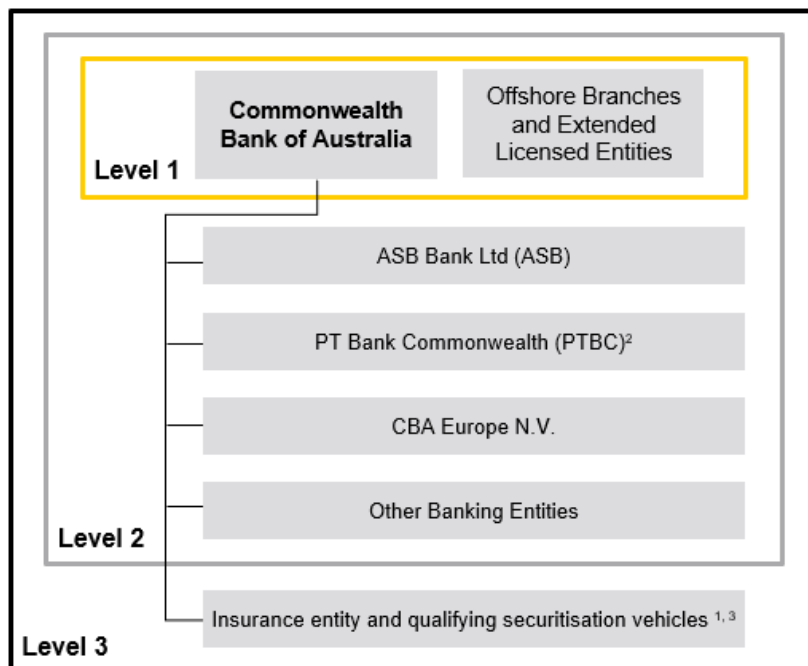 Commonwealth
Bank of Australia
Offshore Branches
and Extended
Licensed Entities
Level 1
ASB Bank Ltd (ASB)
PT Bank Commonwealth (PTBC)²
CBA Europe N.V.
Other Banking Entities
Level 2
Insurance entity and qualifying securitisation vehicles ¹˒ ³
Level 3